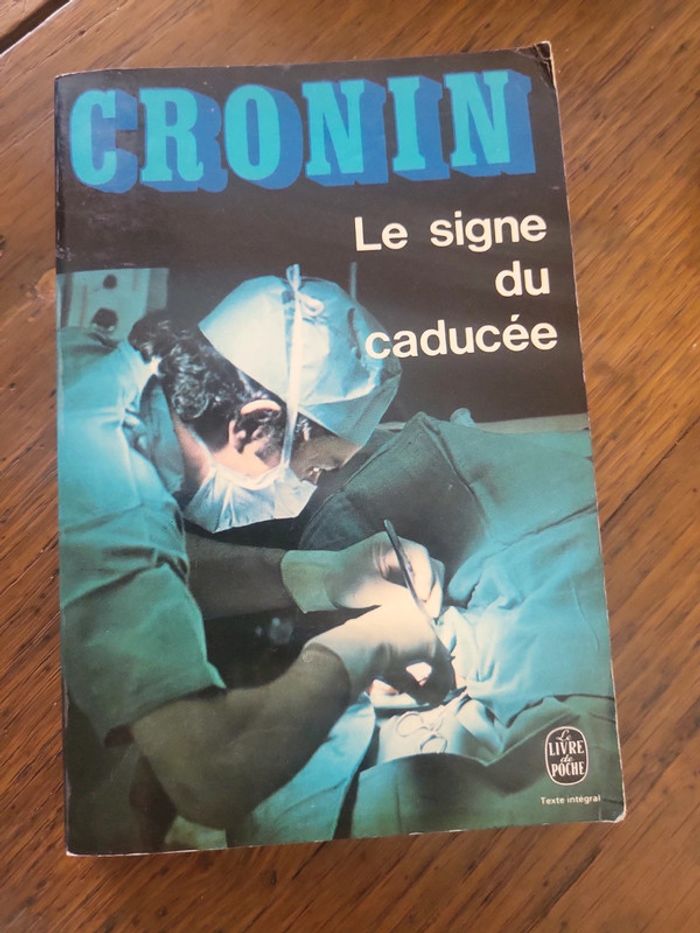 CRONIN
Le signe
du
caducée
Le
LIVRE
de
POCHE
Texte intégral